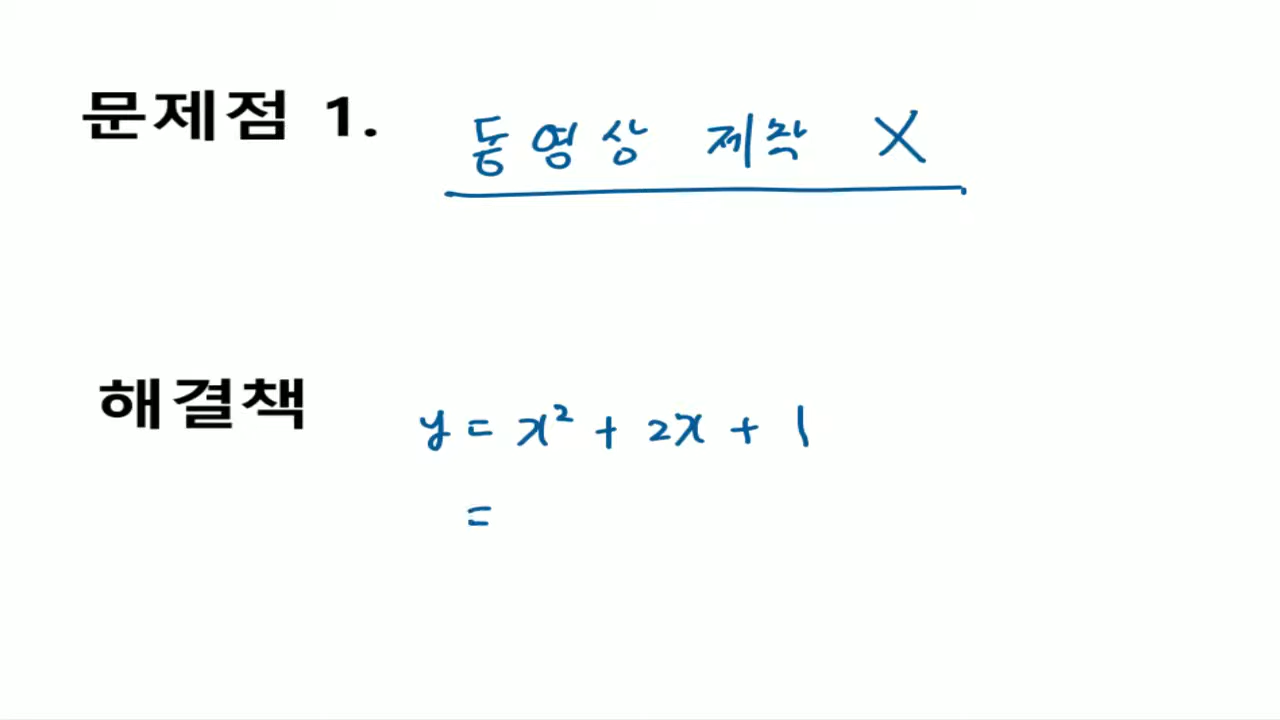 문제점 1. 동영상 제작 X
해결책 y = x² + 2x + 1
=